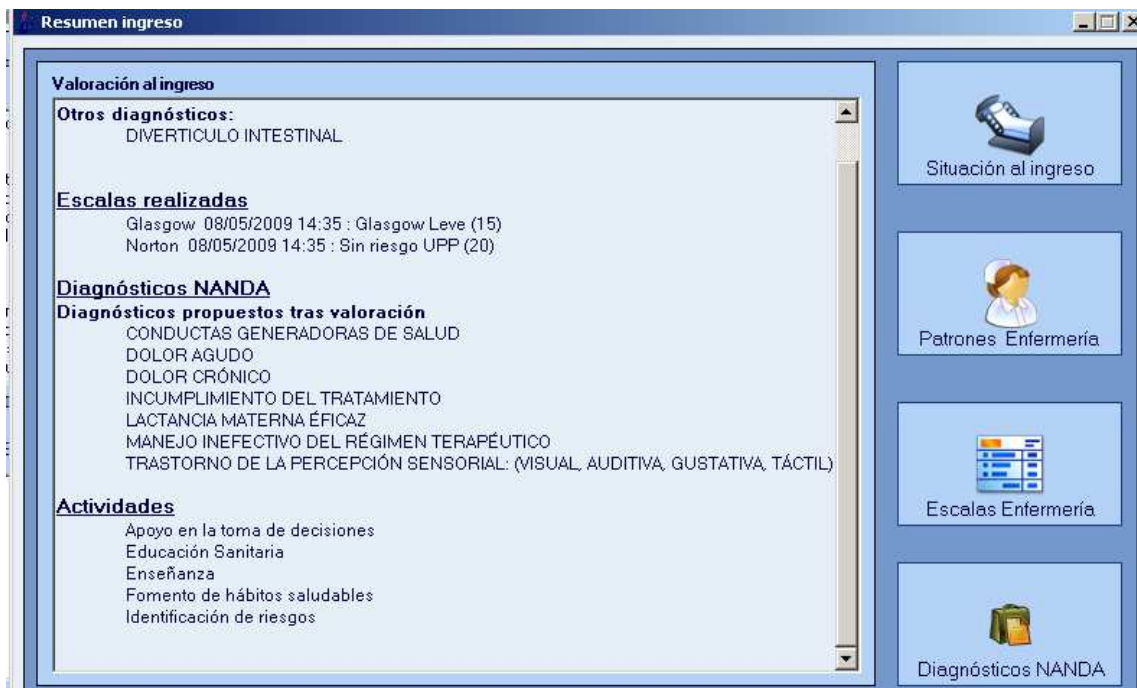 Resumen ingreso
Valoración al ingreso
Otros diagnósticos:
DIVERTICULO INTESTINAL
Escalas realizadas
Glasgow 08/05/2009 14:35 : Glasgow Leve (15)
Norton 08/05/2009 14:35 : Sin riesgo UPP (20)
Diagnósticos NANDA
Diagnósticos propuestos tras valoración
CONDUCTAS GENERADORAS DE SALUD
DOLOR AGUDO
DOLOR CRÓNICO
INCUMPLIMIENTO DEL TRATAMIENTO
LACTANCIA MATERNA ÉFICAZ
MANEJO INEFECTIVO DEL RÉGIMEN TERAPÉUTICO
TRASTORNO DE LA PERCEPCIÓN SENSORIAL: (VISUAL, AUDITIVA, GUSTATIVA, TÁCTIL)
Actividades
Apoyo en la toma de decisiones
Educación Sanitaria
Enseñanza
Fomento de hábitos saludables
Identificación de riesgos
Situación al ingreso
Patrones Enfermería
Escalas Enfermería
Diagnósticos NANDA